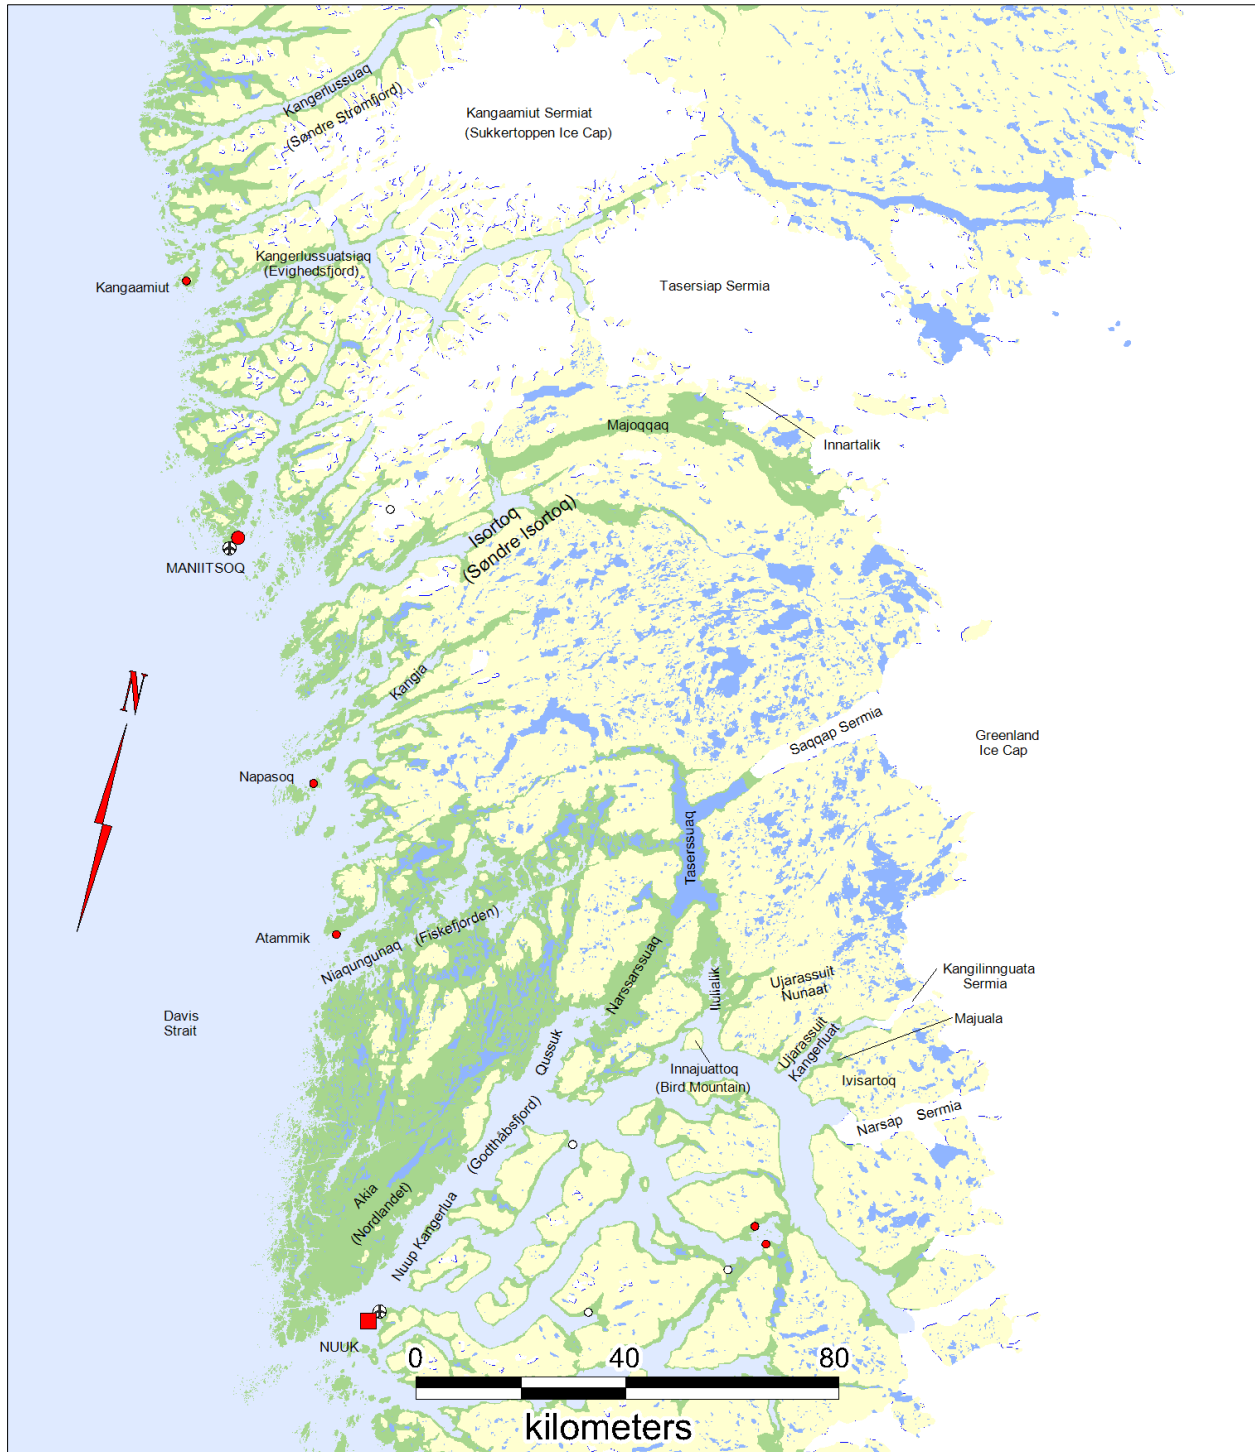 Kangerlussuaq
(Søndre Strømfjord)
Kangaamiut Sermiat
(Sukkertoppen Ice Cap)
Kangerlussuatsiaq
(Evighedsfjord)
Kangaamiut
Tasersiap Sermia
Majoqqaq
Innartalik
Isortoq
(Søndre Isortoq)
MANIITSOQ
Kangia
N
Saqqap Sermia
Greenland
Ice Cap
Napasoq
Taserssuaq
Atammik
Niaqungunaq (Fiskefjorden)
Narssarssuaq
Ilulialik
Ujarassuit
Nunaat
Kangilinnguata
Sermia
Davis
Strait
Majuala
Qussuk
Ujarassuit
Kangerluat
Innajuattoq
(Bird Mountain)
Ivisartoq
Narsap Sermia
(Godthåbsfjord)
Akia
(Nordlandet)
Nuup Kangerlua
NUUK
0 40 80
kilometers